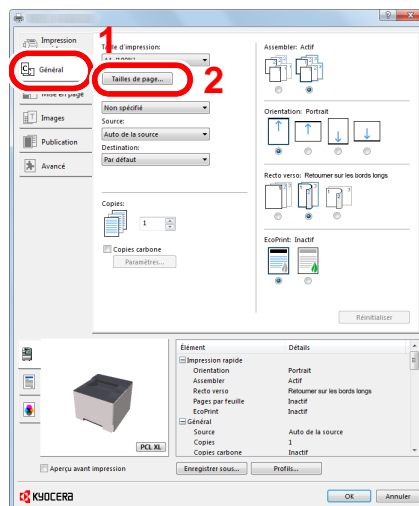 Impression
1
Général
Mise en page
Images
Publication
Avancé
Taille d'impression:
A4 [100%]
Tailles de page...
2
Non spécifié
Source:
Auto de la source
Destination:
Par défaut
Copies:
1
Copies carbone
Paramètres...
Assembler: Actif
Orientation: Portrait
Recto verso: Retourner sur les bords longs
EcoPrint: Inactif
Réinitialiser
Élément Détails
Impression rapide
Orientation Portrait
Assembler Actif
Recto verso Retourner sur les bords longs
Pages par feuille Inactif
EcoPrint Inactif
Général
Source Auto de la source
Copies 1
Copies carbone Inactif
PCL XL
Aperçu avant impression
Enregistrer sous... Profils...
KYOCERA
OK Annuler